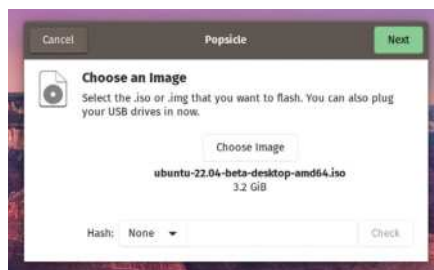 Cancel Popsicle Next
Choose an Image
Select the .iso or .img that you want to flash. You can also plug
your USB drives in now.
Choose Image
ubuntu-22.04-beta-desktop-amd64.iso
3.2 GiB
Hash: None Check